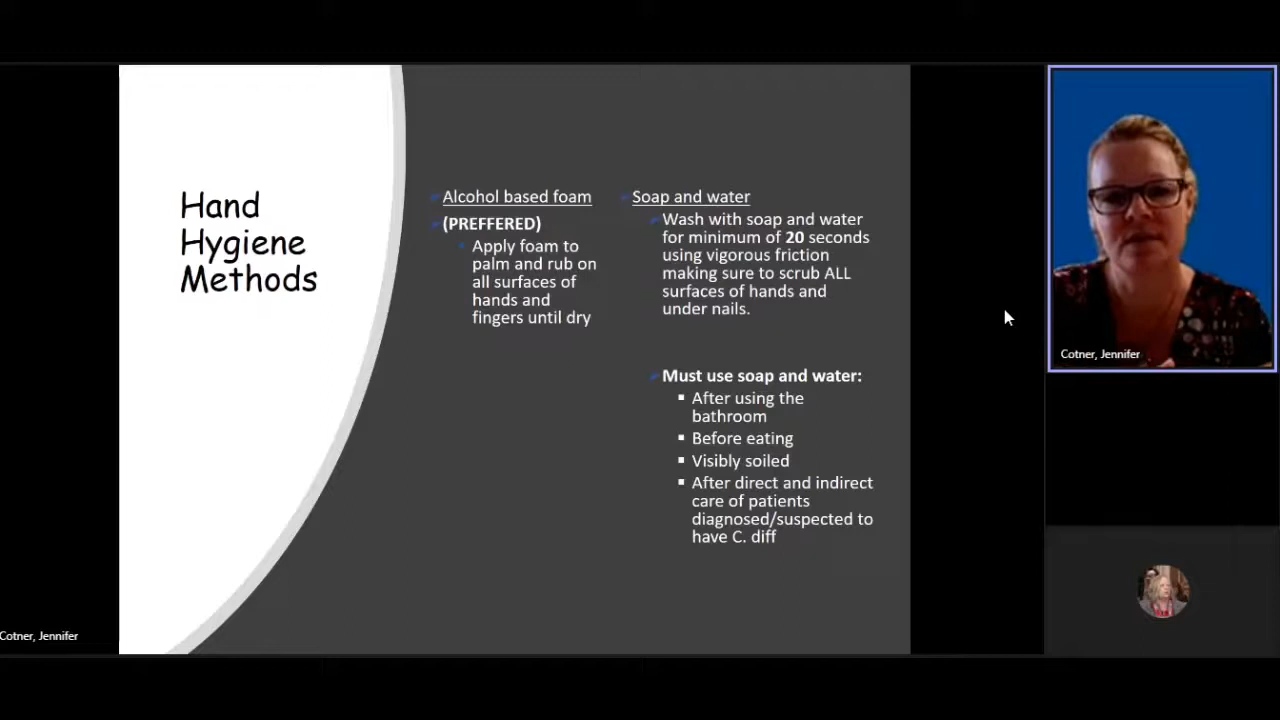 Hand
Hygiene
Methods
Alcohol based foam
(PREFFERED)
Apply foam to
palm and rub on
all surfaces of
hands and
fingers until dry
Soap and water
Wash with soap and water
for minimum of 20 seconds
using vigorous friction
making sure to scrub ALL
surfaces of hands and
under nails.
Must use soap and water:
After using the
bathroom
Before eating
Visibly soiled
After direct and indirect
care of patients
diagnosed/suspected to
have C. diff
Cotner, Jennifer
Cotner, Jennifer